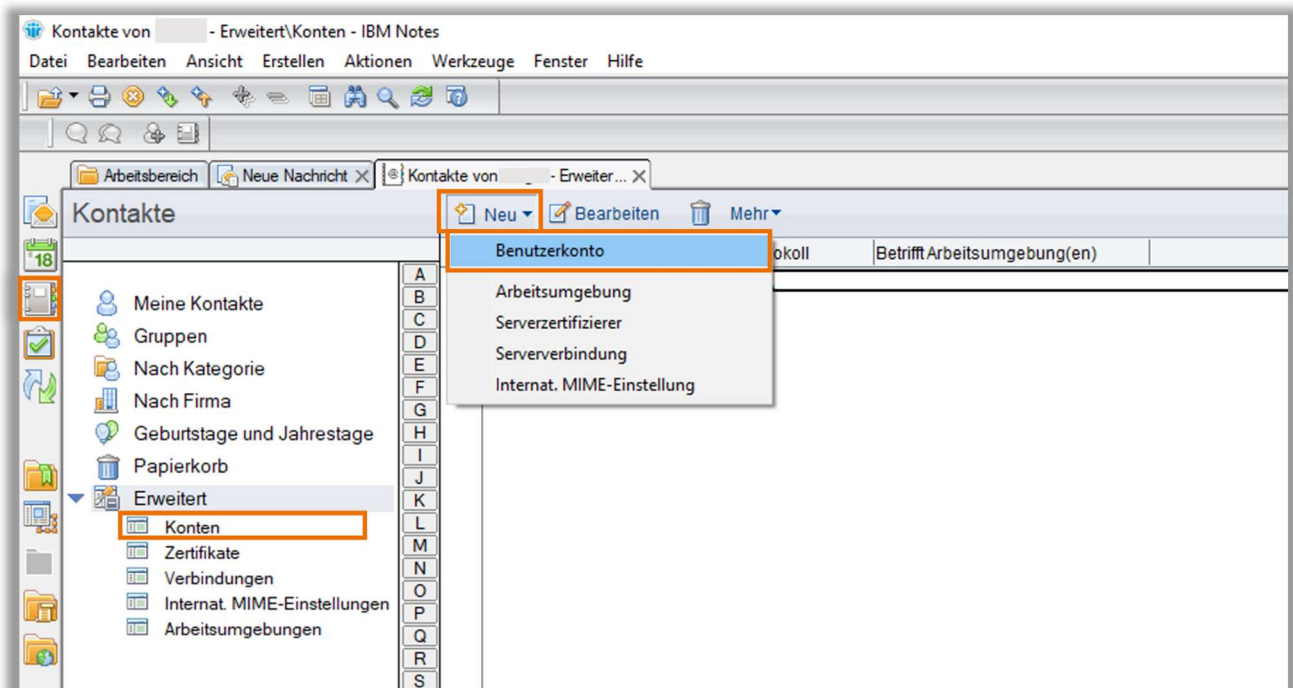 Kontakte von - Erweitert\Konten - IBM Notes
Datei Bearbeiten Ansicht Erstellen Aktionen Werkzeuge Fenster Hilfe
Arbeitsbereich Neue Nachricht Kontakte von - Erweiter...
Kontakte Neu Bearbeiten Mehr
18
Benutzerkonto okoll Betrifft Arbeitsumgebung(en)
Arbeitsumgebung
Serverzertifizierer
Serververbindung
Internat. MIME-Einstellung
Meine Kontakte
Gruppen
Nach Kategorie
Nach Firma
Geburtstage und Jahrestage
Papierkorb
Erweitert
Konten
Zertifikate
Verbindungen
Internat. MIME-Einstellungen
Arbeitsumgebungen
A
B
C
D
E
F
G
H
I
J
K
L
M
N
O
P
Q
R
S